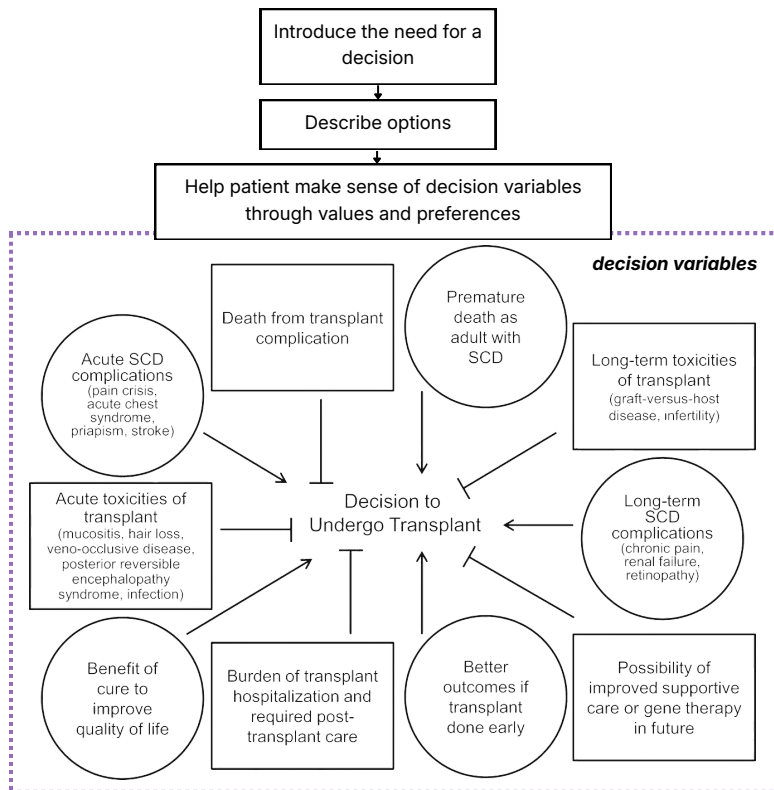 Introduce the need for a
decision
Describe options
Help patient make sense of decision variables
through values and preferences
decision variables
Death from transplant
complication
Premature
death as
adult with
SCD
Acute SCD
complications
(pain crisis,
acute chest
syndrome,
priapism, stroke)
Long-term toxicities
of transplant
(graft-versus-host
disease, infertility)
Acute toxicities of
transplant
(mucositis, hair loss,
veno-occlusive disease,
posterior reversible
encephalopathy
syndrome, infection)
Decision to
Undergo Transplant
Long-term
SCD
complications
(chronic pain,
renal failure,
retinopathy)
Benefit of
cure to
improve
quality of life
Burden of transplant
hospitalization and
required post-
transplant care
Better
outcomes if
transplant
done early
Possibility of
improved supportive
care or gene therapy
in future